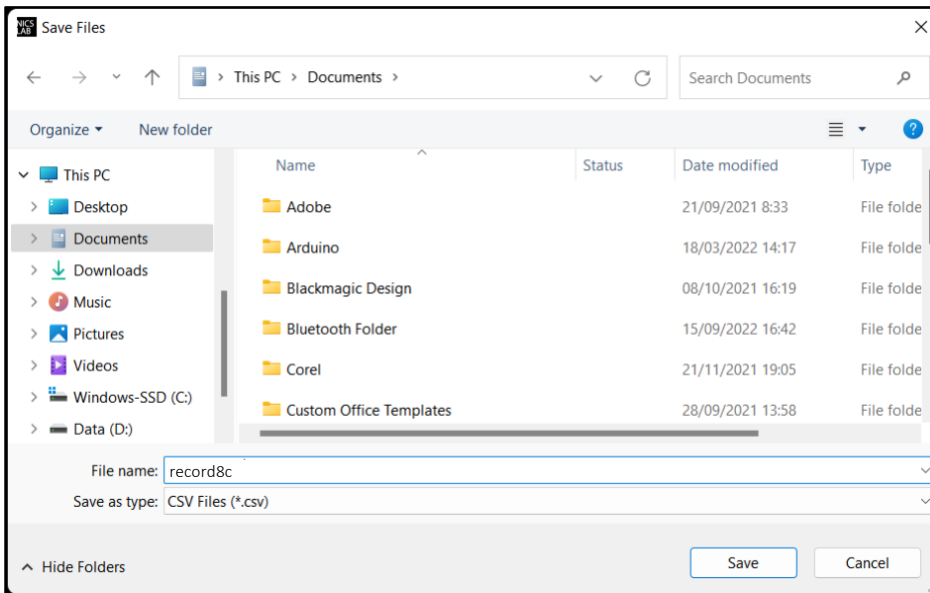 NICS LAB Save Files
This PC > Documents >
Search Documents
Organize New folder
Name Status Date modified Type
This PC
Desktop
Documents
Downloads
Music
Pictures
Videos
Windows-SSD (C:)
Data (D:)
Adobe 21/09/2021 8:33 File folde
Arduino 18/03/2022 14:17 File folde
Blackmagic Design 08/10/2021 16:19 File folde
Bluetooth Folder 15/09/2022 16:42 File folde
Corel 21/11/2021 19:05 File folde
Custom Office Templates 28/09/2021 13:58 File folde
File name: record8c
Save as type: CSV Files (*.csv)
Hide Folders
Save Cancel